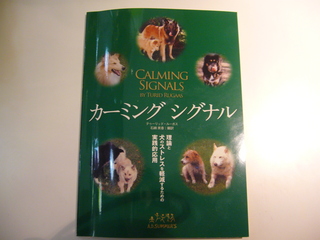 CALMING
SIGNALS
BY TURID RUGAAS
カーミング シグナル
理論と
犬のストレスを軽減するための
実践的応用